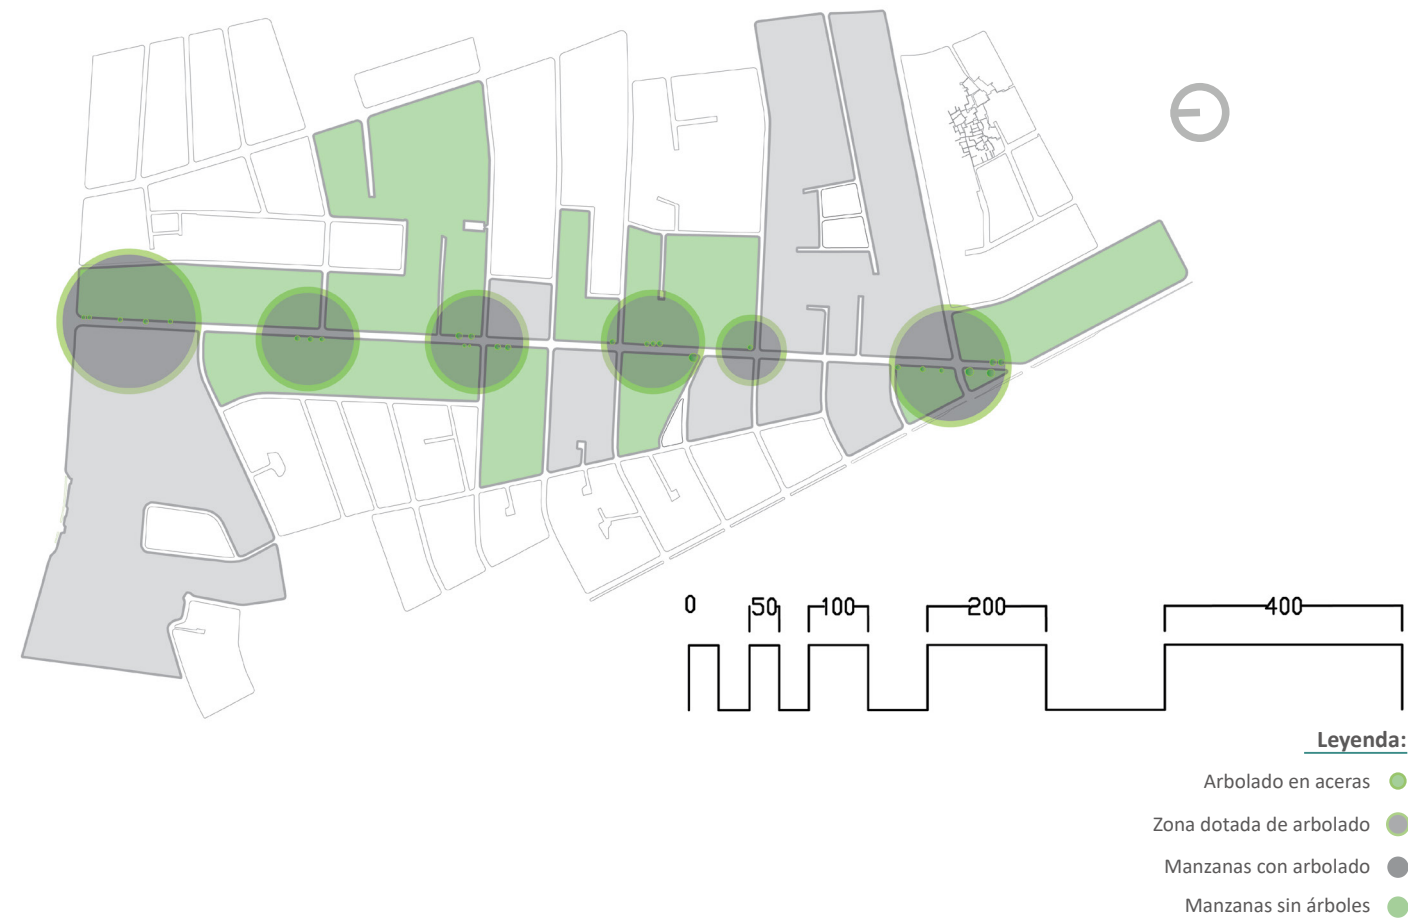 0 50 100 200 400
Leyenda:
Arbolado en aceras
Zona dotada de arbolado
Manzanas con arbolado
Manzanas sin árboles